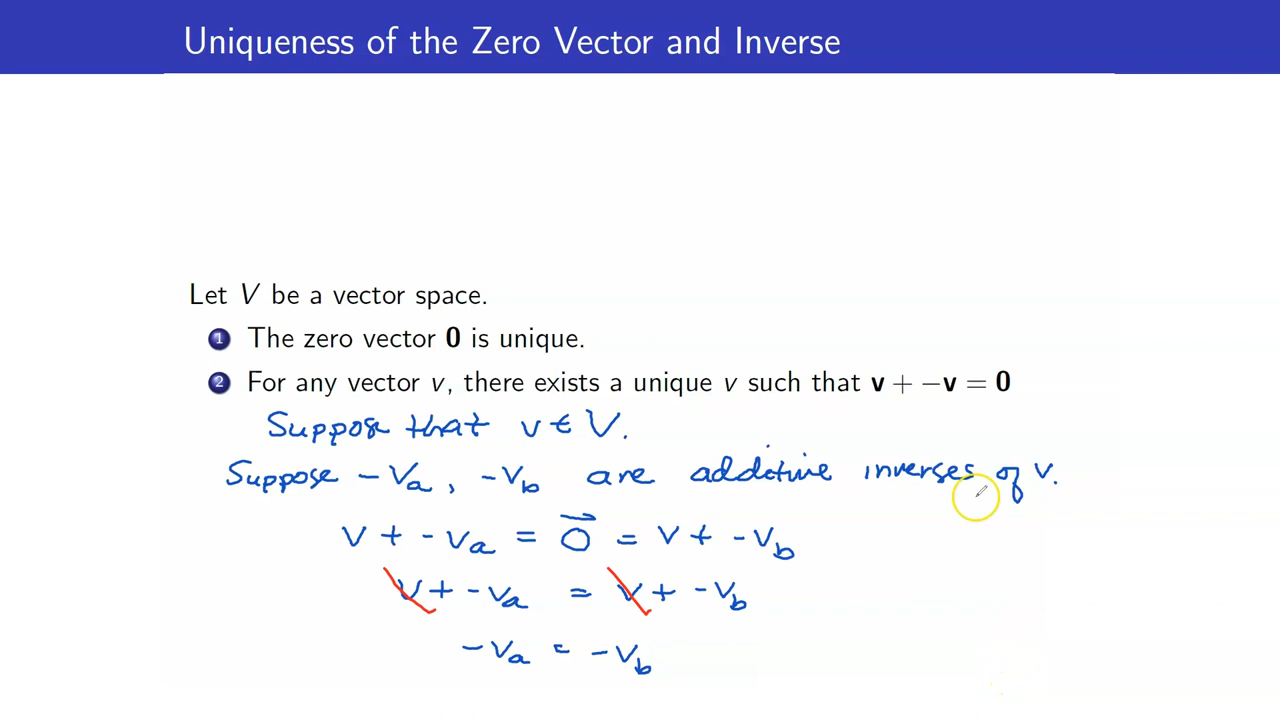 Uniqueness of the Zero Vector and Inverse
Let V be a vector space.
1 The zero vector 0 is unique.
2 For any vector v, there exists a unique v such that v + −v = 0
Suppose that v ∈ V.
Suppose −Va, −Vb are additive inverses of v.
V + −Va = 0⃗ = V + −Vb
V + −Va = V + −Vb
−Va = −Vb